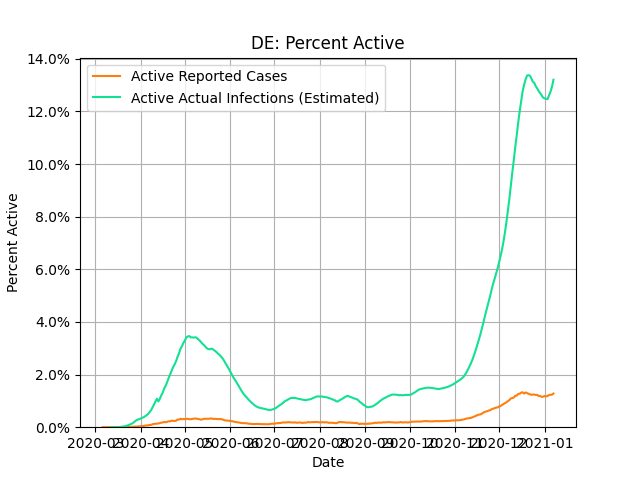 DE: Percent Active
Active Reported Cases
Active Actual Infections (Estimated)
14.0%
12.0%
10.0%
8.0%
6.0%
4.0%
2.0%
0.0%
Percent Active
2020-03 2020-04 2020-05 2020-06 2020-07 2020-08 2020-09 2020-10 2020-11 2020-12 2021-01
Date